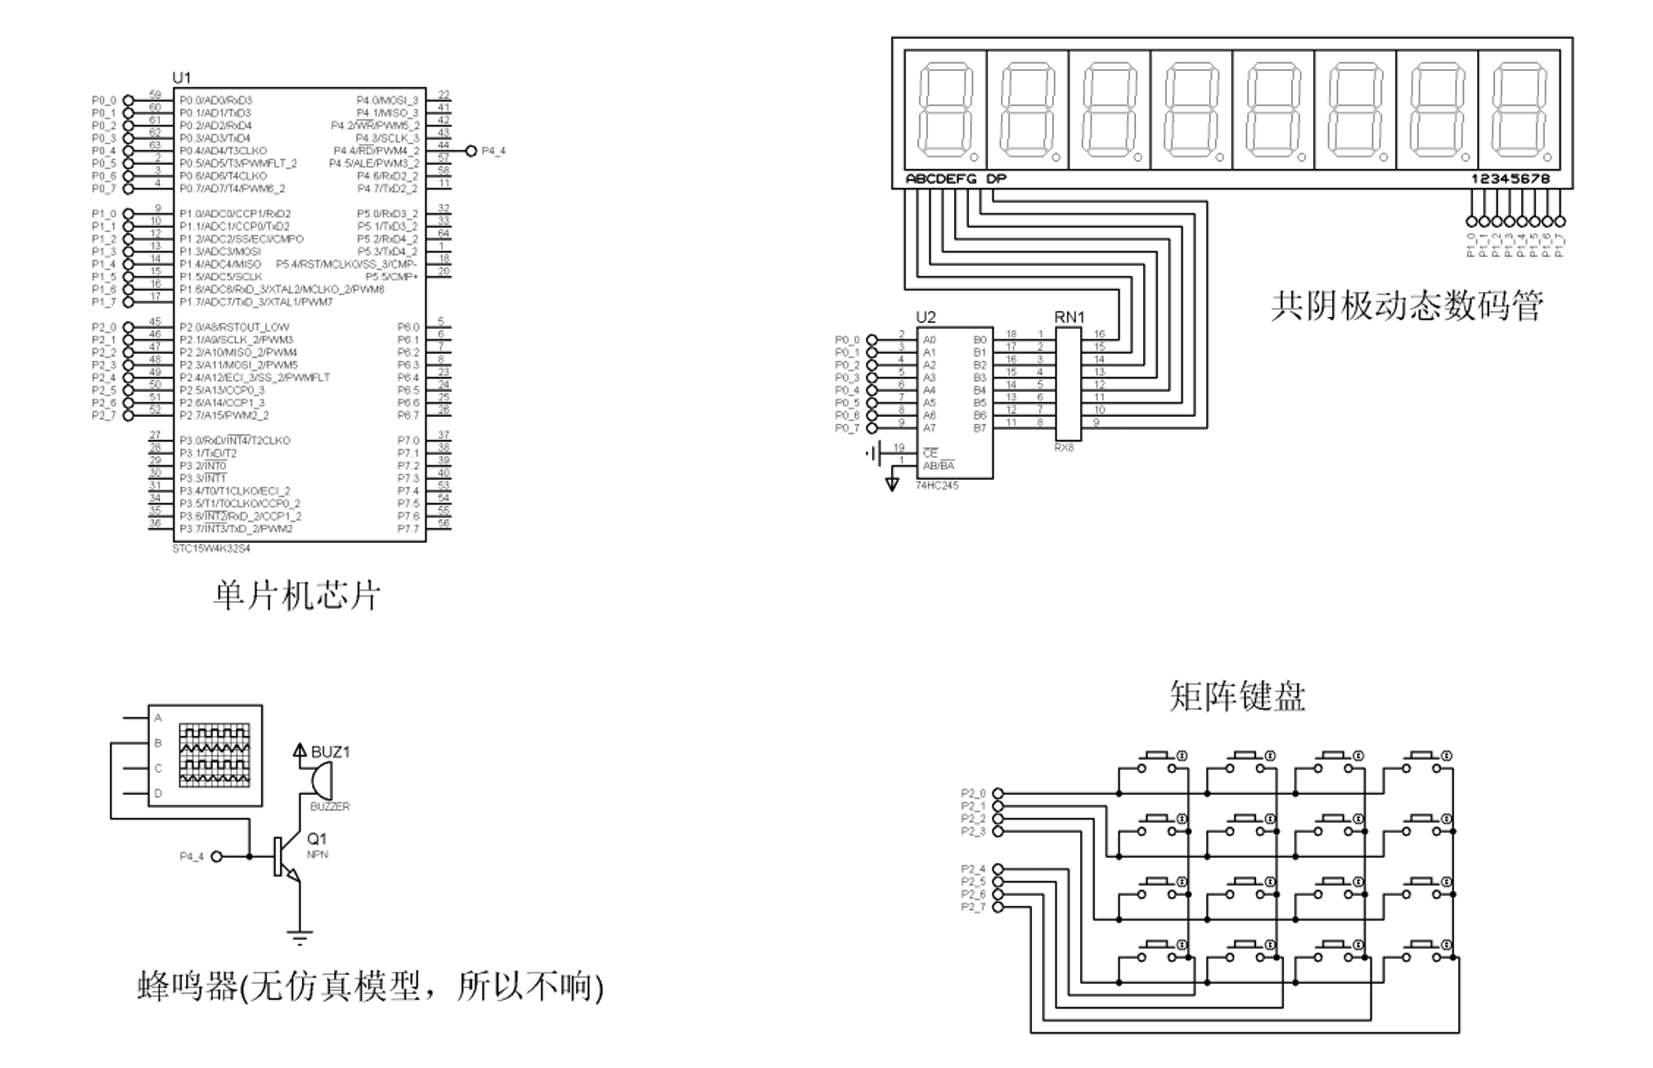 U1
P0_0 59 P0.0/AD0/RxD3 P4.0/MOSI_3 22
P0_1 60 P0.1/AD1/TxD3 P4.1/MISO_3 41
P0_2 61 P0.2/AD2/RxD4 P4.2/WR/PWM5_2 42
P0_3 62 P0.3/AD3/TxD4 P4.3/SCLK_3 43
P0_4 63 P0.4/AD4/T3CLKO P4.4/RD/PWM4_2 44 P4_4
P0_5 2 P0.5/AD5/T3/PWMFLT_2 P4.5/ALE/PWM3_2 57
P0_6 3 P0.6/AD6/T4CLKO P4.6/RxD2_2 58
P0_7 4 P0.7/AD7/T4/PWM6_2 P4.7/TxD2_2 11
P1_0 9 P1.0/ADC0/CCP1/RxD2 P5.0/RxD3_2 32
P1_1 10 P1.1/ADC1/CCP0/TxD2 P5.1/TxD3_2 33
P1_2 12 P1.2/ADC2/SS/ECI/CMPO P5.2/RxD4_2 64
P1_3 13 P1.3/ADC3/MOSI P5.3/TxD4_2 1
P1_4 14 P1.4/ADC4/MISO P5.4/RST/MCLKO/SS_3/CMP- 18
P1_5 15 P1.5/ADC5/SCLK P5.5/CMP+ 20
P1_6 16 P1.6/ADC6/RxD_3/XTAL2/MCLKO_2/PWM6
P1_7 17 P1.7/ADC7/TxD_3/XTAL1/PWM7
P2_0 45 P2.0/A8/RSTOUT_LOW P6.0 5
P2_1 46 P2.1/A9/SCLK_2/PWM3 P6.1 6
P2_2 47 P2.2/A10/MISO_2/PWM4 P6.2 7
P2_3 48 P2.3/A11/MOSI_2/PWM5 P6.3 8
P2_4 49 P2.4/A12/ECI_3/SS_2/PWMFLT P6.4 23
P2_5 50 P2.5/A13/CCP0_3 P6.5 24
P2_6 51 P2.6/A14/CCP1_3 P6.6 25
P2_7 52 P2.7/A15/PWM2_2 P6.7 26
27 P3.0/RxD/INT4/T2CLKO P7.0 37
28 P3.1/TxD/T2 P7.1 38
29 P3.2/INT0 P7.2 39
30 P3.3/INT1 P7.3 40
31 P3.4/T0/T1CLKO/ECI_2 P7.4 53
34 P3.5/T1/T0CLKO/CCP0_2 P7.5 54
35 P3.6/INT2/RxD_2/CCP1_2 P7.6 55
36 P3.7/INT3/TxD_2/PWM2 P7.7 56
STC15W4K32S4
单片机芯片
ABCDEFG DP 12345678
P1_0 P1_1 P1_2 P1_3 P1_4 P1_5 P1_6 P1_7
共阴极动态数码管
U2 RN1
P0_0 2 A0 B0 18 1 16
P0_1 3 A1 B1 17 2 15
P0_2 4 A2 B2 16 3 14
P0_3 5 A3 B3 15 4 13
P0_4 6 A4 B4 14 5 12
P0_5 7 A5 B5 13 6 11
P0_6 8 A6 B6 12 7 10
P0_7 9 A7 B7 11 8 9
19 CE RX8
1 AB/BA
74HC245
A
B
C
D
BUZ1
BUZZER
Q1
NPN
P4_4
蜂鸣器(无仿真模型，所以不响)
矩阵键盘
P2_0
P2_1
P2_2
P2_3
P2_4
P2_5
P2_6
P2_7